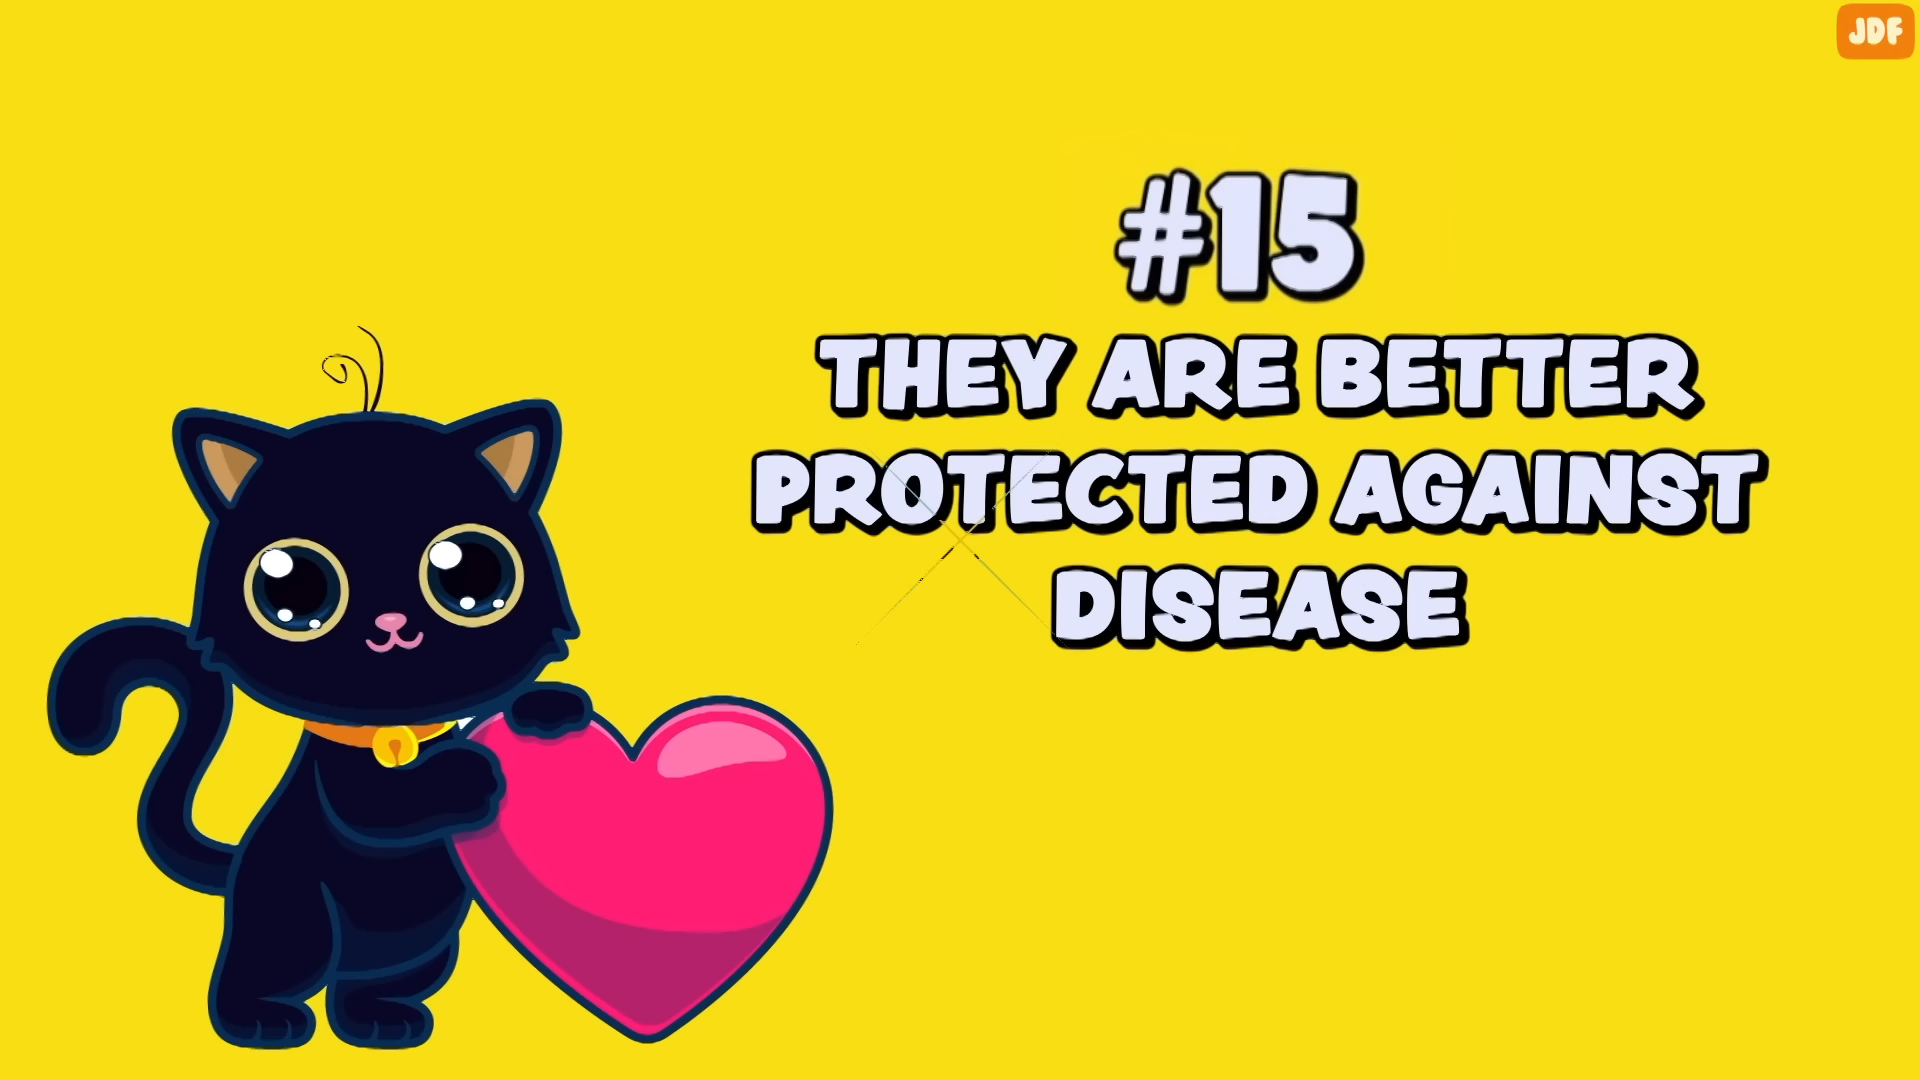 JDF
#15
THEY ARE BETTER
PROTECTED AGAINST
DISEASE